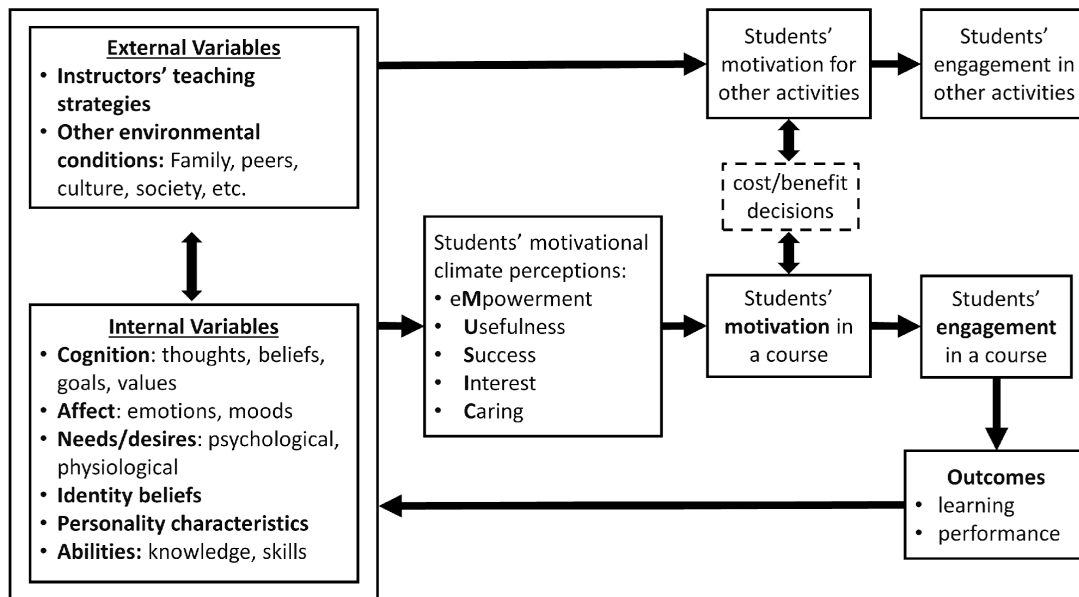 External Variables
• Instructors’ teaching
strategies
• Other environmental
conditions: Family, peers,
culture, society, etc.
Internal Variables
• Cognition: thoughts, beliefs,
goals, values
• Affect: emotions, moods
• Needs/desires: psychological,
physiological
• Identity beliefs
• Personality characteristics
• Abilities: knowledge, skills
Students’ motivational
climate perceptions:
• eMpowerment
• Usefulness
• Success
• Interest
• Caring
Students’
motivation for
other activities
Students’
engagement in
other activities
cost/benefit
decisions
Students’
motivation in
a course
Students’
engagement
in a course
Outcomes
• learning
• performance